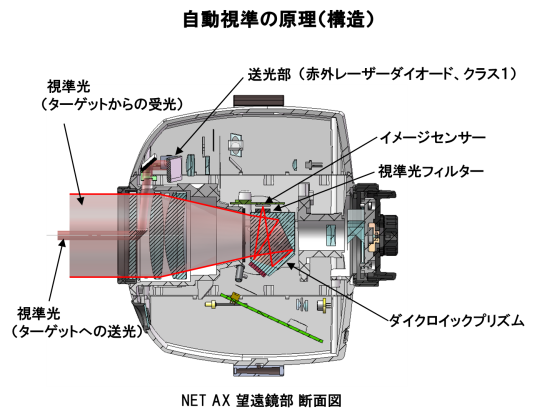 自動視準の原理（構造）
送光部（赤外レーザーダイオード、クラス１）
視準光
（ターゲットからの受光）
イメージセンサー
視準光フィルター
視準光
（ターゲットへの送光）
ダイクロイックプリズム
NET AX 望遠鏡部 断面図